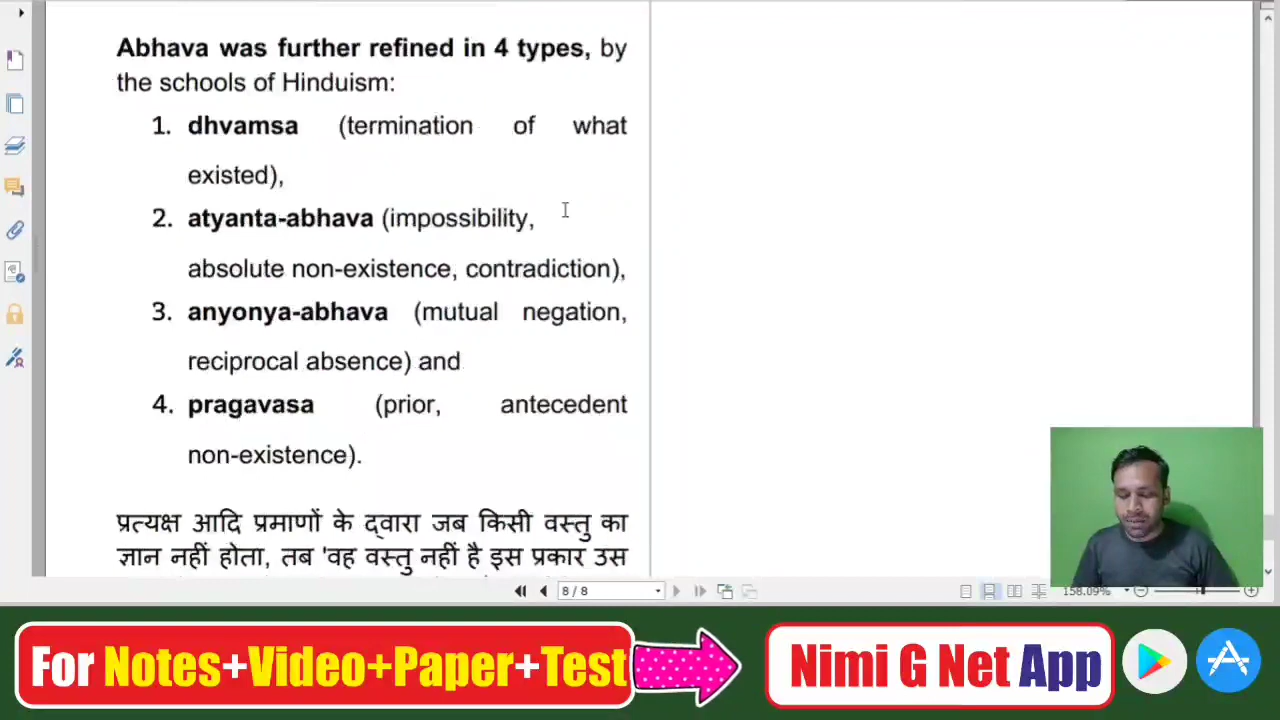 Abhava was further refined in 4 types, by
the schools of Hinduism:
1. dhvamsa (termination of what
existed),
2. atyanta-abhava (impossibility,
absolute non-existence, contradiction),
3. anyonya-abhava (mutual negation,
reciprocal absence) and
4. pragavasa (prior, antecedent
non-existence).
प्रत्यक्ष आदि प्रमाणों के द्वारा जब किसी वस्तु का
ज्ञान नहीं होता, तब 'वह वस्तु नहीं है इस प्रकार उस
8 / 8
158.09%
For Notes+Video+Paper+Test
Nimi G Net App